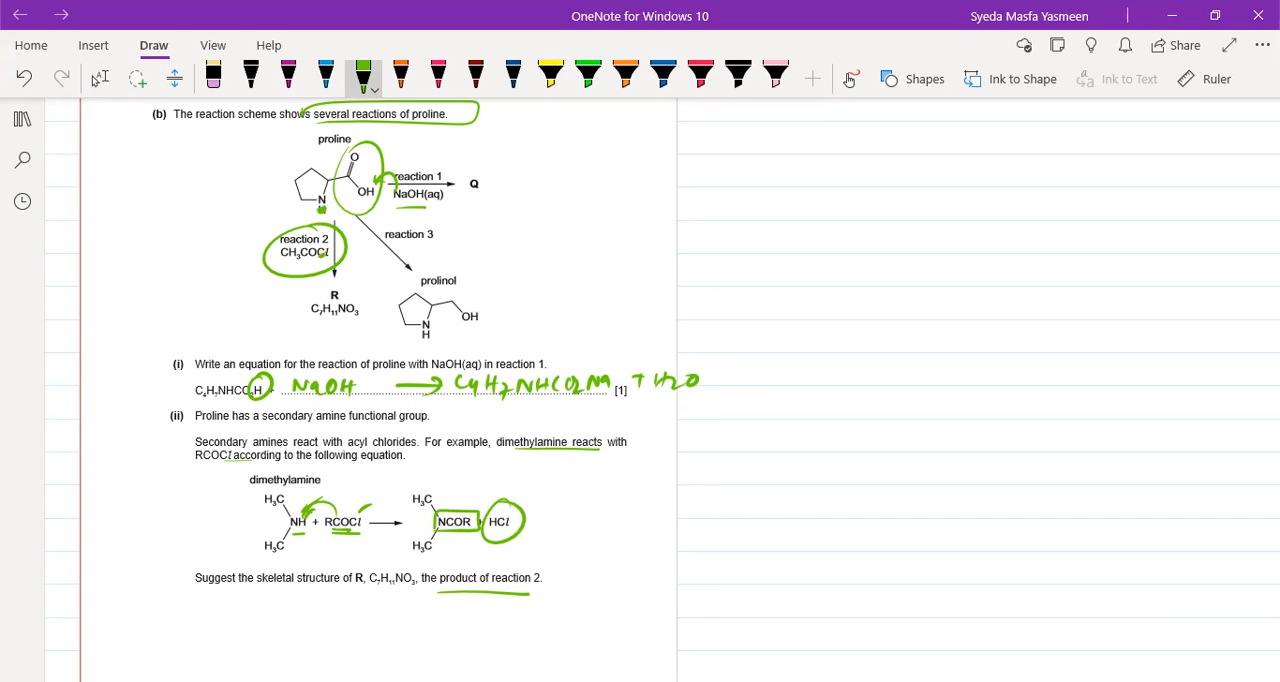 OneNote for Windows 10
Syeda Masfa Yasmeen
Home Insert Draw View Help
Share
Shapes Ink to Shape Ink to Text Ruler
(b) The reaction scheme shows several reactions of proline.
proline
O
OH
N
reaction 1
NaOH(aq)
Q
reaction 2
CH₃COCl
reaction 3
R
C₇H₁₁NO₃
prolinol
OH
N
H
(i) Write an equation for the reaction of proline with NaOH(aq) in reaction 1.
C₄H₇NHCO₂H + NaOH → C4H7NHCO2Na + H2O
[1]
(ii) Proline has a secondary amine functional group.
Secondary amines react with acyl chlorides. For example, dimethylamine reacts with
RCOCl according to the following equation.
dimethylamine
H₃C H₃C
NH + RCOCl → NCOR + HCl
H₃C H₃C
Suggest the skeletal structure of R, C₇H₁₁NO₃, the product of reaction 2.